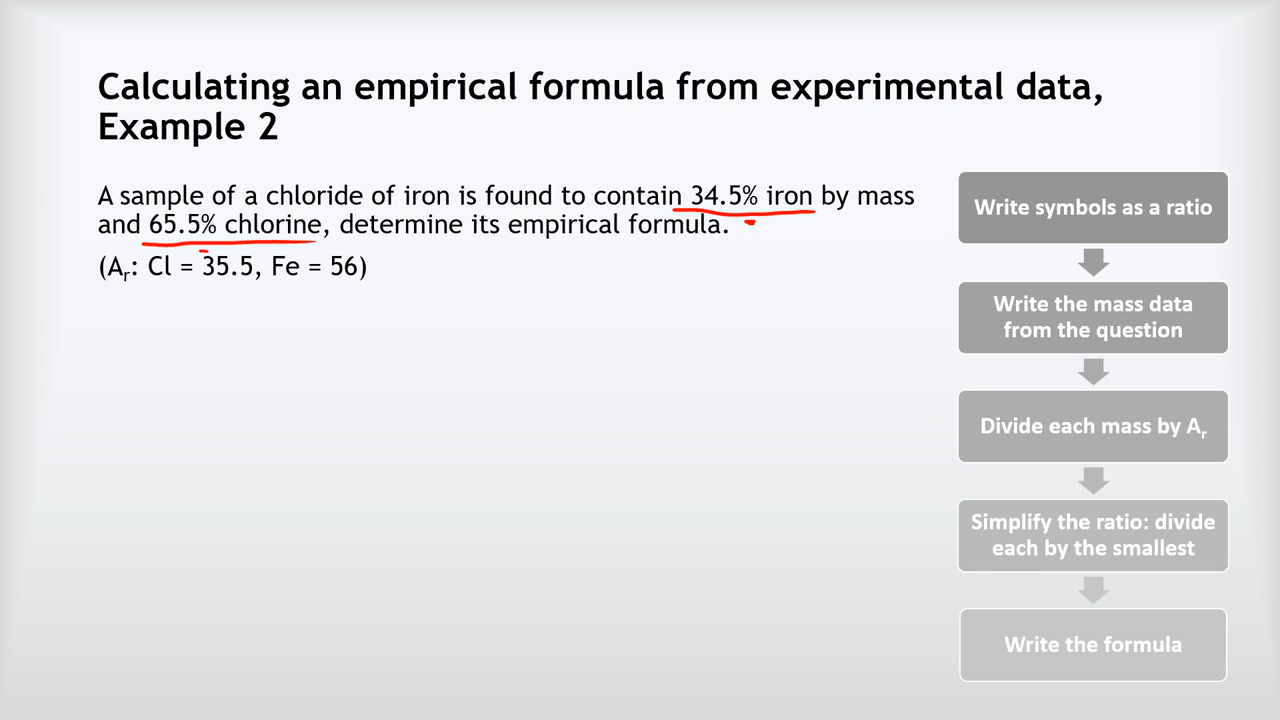 Calculating an empirical formula from experimental data,
Example 2
A sample of a chloride of iron is found to contain 34.5% iron by mass
and 65.5% chlorine, determine its empirical formula.
(Ar: Cl = 35.5, Fe = 56)
Write symbols as a ratio
Write the mass data
from the question
Divide each mass by Ar
Simplify the ratio: divide
each by the smallest
Write the formula